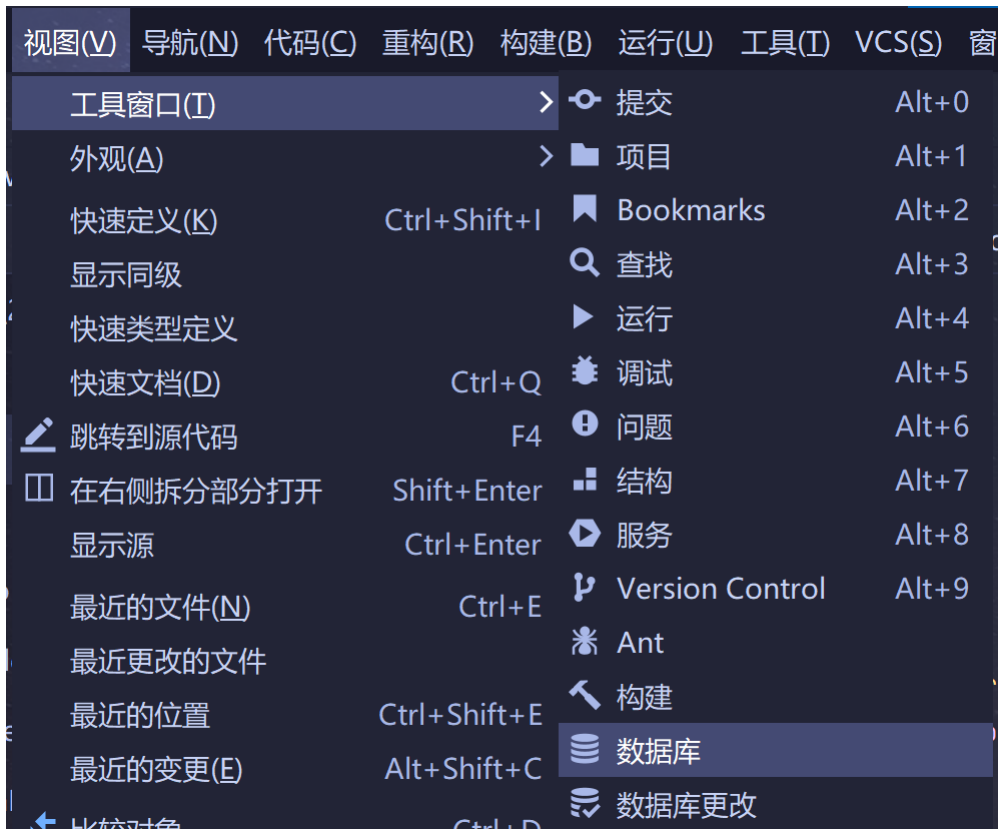 视图(V) 导航(N) 代码(C) 重构(R) 构建(B) 运行(U) 工具(T) VCS(S) 窗
工具窗口(T)
外观(A)
快速定义(K) Ctrl+Shift+I
显示同级
快速类型定义
快速文档(D) Ctrl+Q
跳转到源代码 F4
在右侧拆分部分打开 Shift+Enter
显示源 Ctrl+Enter
最近的文件(N) Ctrl+E
最近更改的文件
最近的位置 Ctrl+Shift+E
最近的变更(E) Alt+Shift+C
比较对象 Ctrl+D
提交 Alt+0
项目 Alt+1
Bookmarks Alt+2
查找 Alt+3
运行 Alt+4
调试 Alt+5
问题 Alt+6
结构 Alt+7
服务 Alt+8
Version Control Alt+9
Ant
构建
数据库
数据库更改